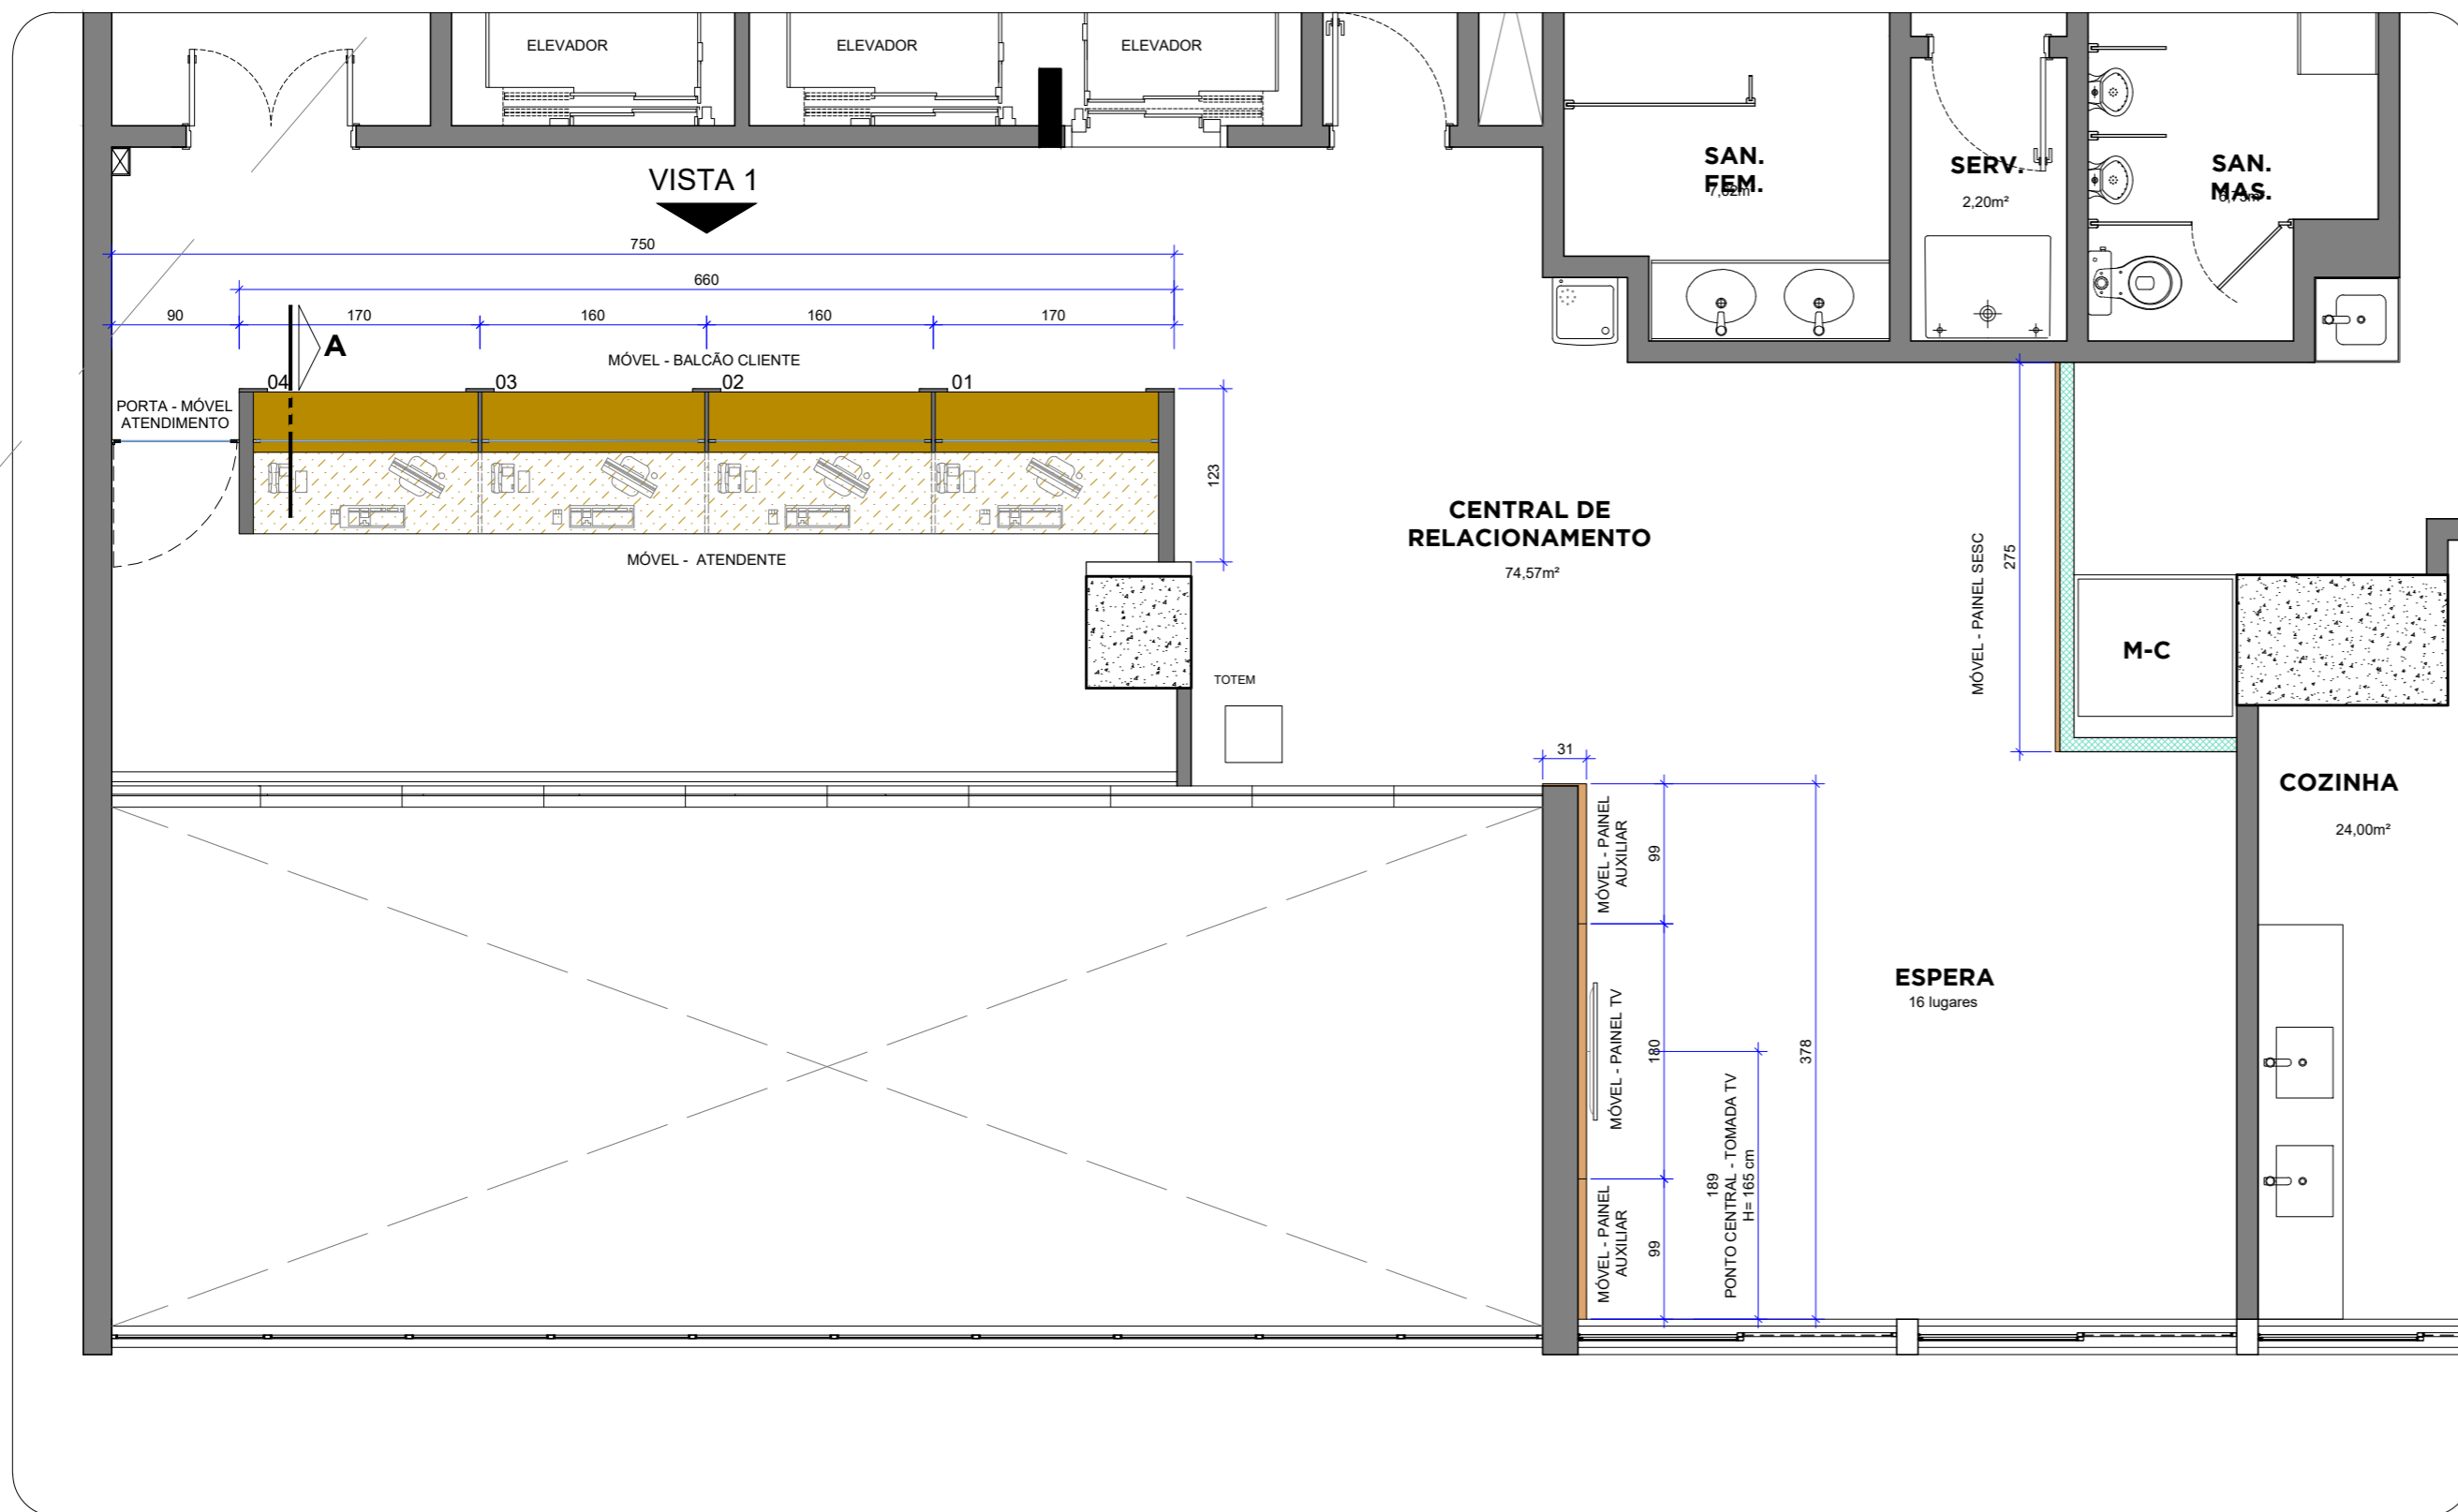 ELEVADOR
ELEVADOR
ELEVADOR
SAN.
FEM.
SERV.
2,20m²
SAN.
MAS.
VISTA 1
750
660
90
170
160
160
170
A
MÓVEL - BALCÃO CLIENTE
04
03
02
01
PORTA - MÓVEL
ATENDIMENTO
123
MÓVEL - ATENDENTE
CENTRAL DE
RELACIONAMENTO
74,57m²
MÓVEL - PAINEL SESC
275
M-C
TOTEM
31
COZINHA
24,00m²
MÓVEL - PAINEL
AUXILIAR
99
MÓVEL - PAINEL TV
180
378
ESPERA
16 lugares
189
PONTO CENTRAL - TOMADA TV
H= 165 cm
MÓVEL - PAINEL
AUXILIAR
99